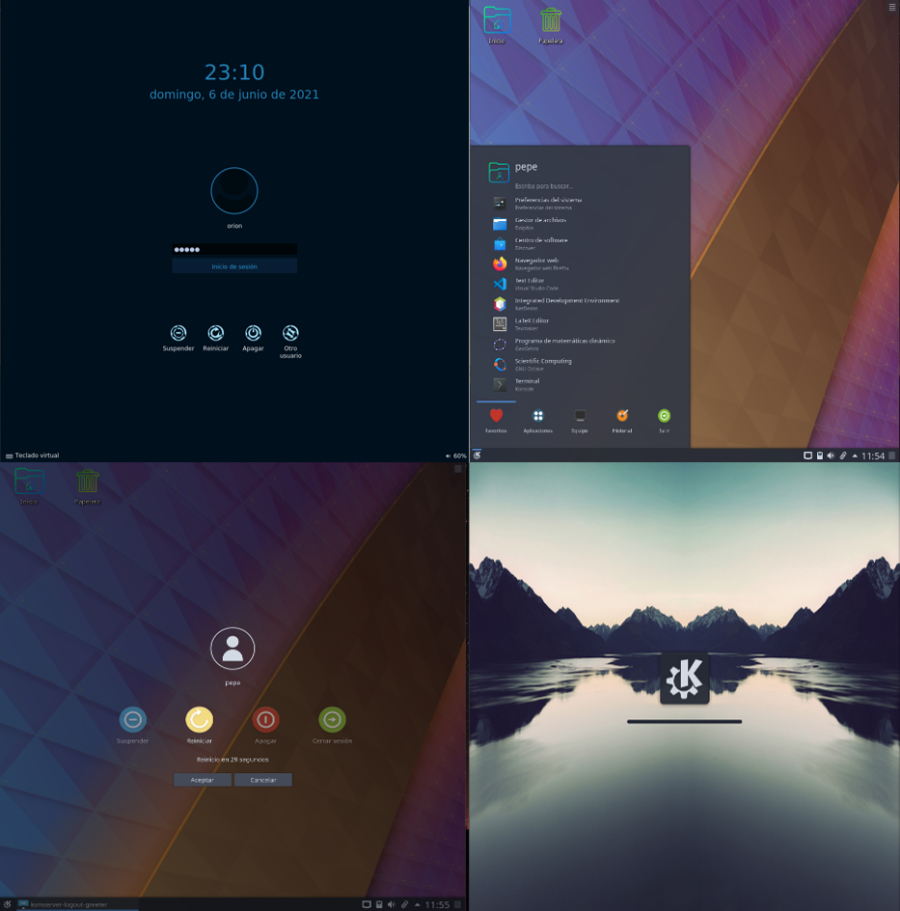 23:10
domingo, 6 de junio de 2021
orion
Inicio de sesión
Suspender
Reiniciar
Apagar
Otro
usuario
Teclado virtual
60%
Inicio
Papelera
pepe
Escriba para buscar...
Preferencias del sistema
Preferencias del sistema
Gestor de archivos
Dolphin
Centro de software
Discover
Navegador web
Navegador web Firefox
Text Editor
Visual Studio Code
Integrated Development Environment
NetBeans
LaTeX Editor
Texmaker
Programa de matemáticas dinámico
GeoGebra
Scientific Computing
GNU Octave
Terminal
Konsole
Favoritos
Aplicaciones
Equipo
Historial
Salir
11:54
Inicio
Papelera
pepe
Suspender
Reiniciar
Apagar
Cerrar sesión
Reinicio en 29 segundos
Aceptar
Cancelar
ksmserver-logout-greeter
11:55
K